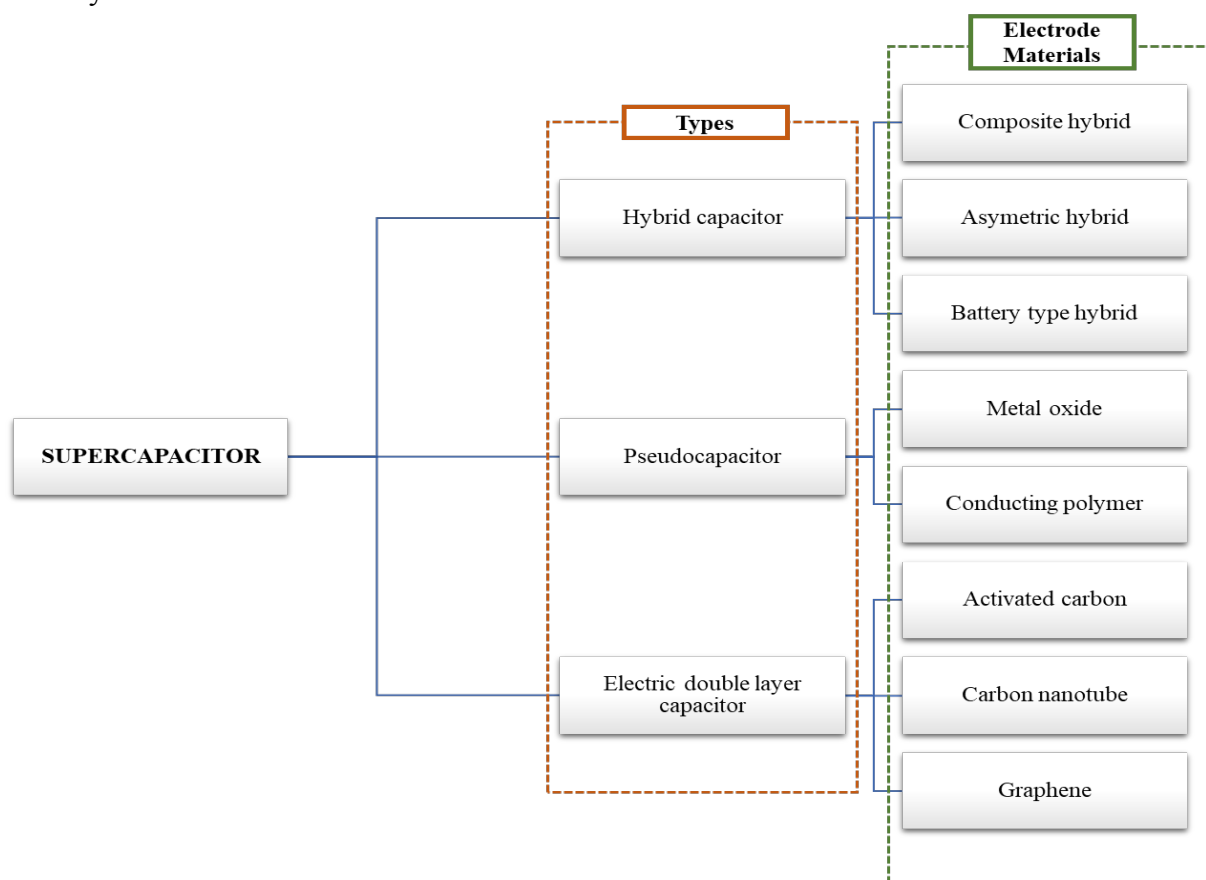 Electrode
Materials
Types
Composite hybrid
Hybrid capacitor
Asymetric hybrid
Battery type hybrid
Metal oxide
SUPERCAPACITOR
Pseudocapacitor
Conducting polymer
Activated carbon
Electric double layer
capacitor
Carbon nanotube
Graphene